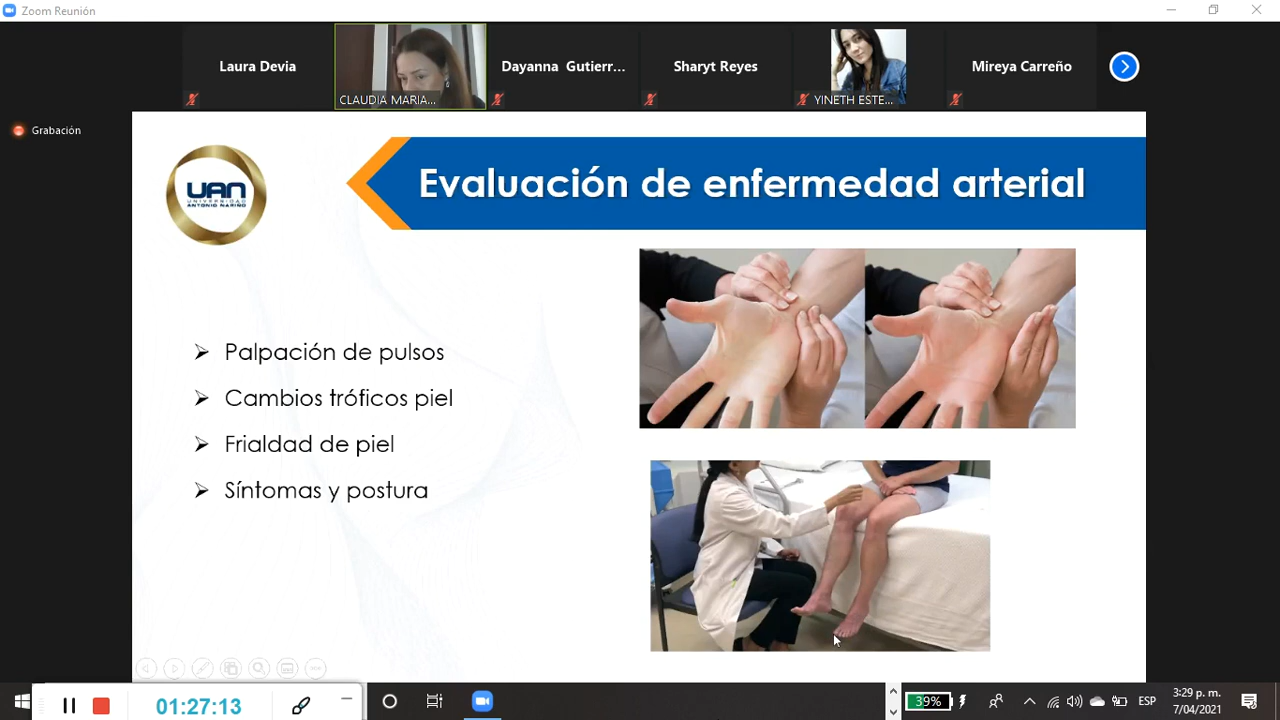 Zoom Reunión
Laura Devia
CLAUDIA MARIA...
Dayanna Gutierr...
Sharyt Reyes
YINETH ESTE...
Mireya Carreño
Grabación
UAN
UNIVERSIDAD
ANTONIO NARIÑO
Evaluación de enfermedad arterial
Palpación de pulsos
Cambios tróficos piel
Frialdad de piel
Síntomas y postura
01:27:13
39%
ESP
3:29 p. m.
7/04/2021